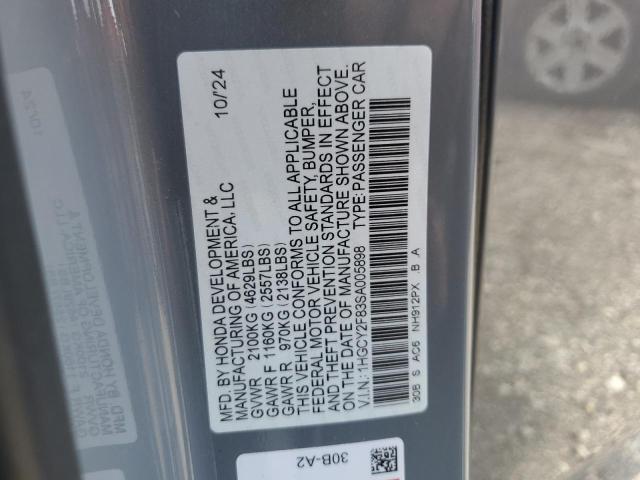 10/'24
MFD. BY HONDA DEVELOPMENT &
MANUFACTURING OF AMERICA, LLC
GVWR 2100KG (4629LBS)
GAWR F 1160KG (2557LBS)
GAWR R 970KG (2138LBS)
THIS VEHICLE CONFORMS TO ALL APPLICABLE
FEDERAL MOTOR VEHICLE SAFETY, BUMPER,
AND THEFT PREVENTION STANDARDS IN EFFECT
ON THE DATE OF MANUFACTURE SHOWN ABOVE.
V.I.N.: 1HGCY2F83SA005898 TYPE: PASSENGER CAR
30B S AC6 NH912PX .B A
30B-A2